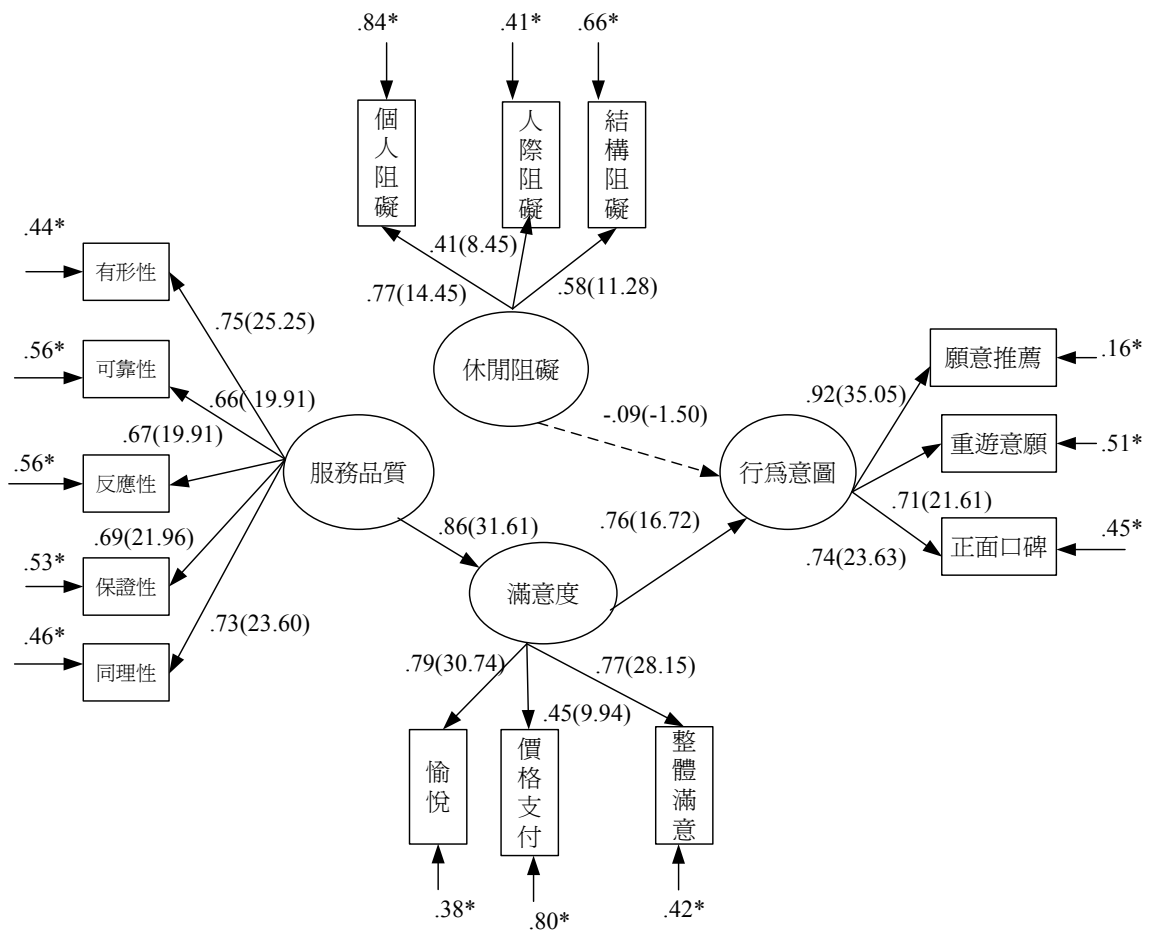 .84*
.41*
.66*
個人阻礙
人際阻礙
結構阻礙
.41(8.45)
.77(14.45)
.58(11.28)
休閒阻礙
.44*
有形性
.75(25.25)
.56*
可靠性
.66(19.91)
.67(19.91)
.56*
反應性
.69(21.96)
.53*
保證性
.73(23.60)
.46*
同理性
服務品質
.86(31.61)
-.09(-1.50)
行為意圖
.76(16.72)
滿意度
.92(35.05)
願意推薦
.16*
重遊意願
.51*
.71(21.61)
.74(23.63)
正面口碑
.45*
.79(30.74)
.77(28.15)
.45(9.94)
愉悅
價格支付
整體滿意
.38*
.80*
.42*